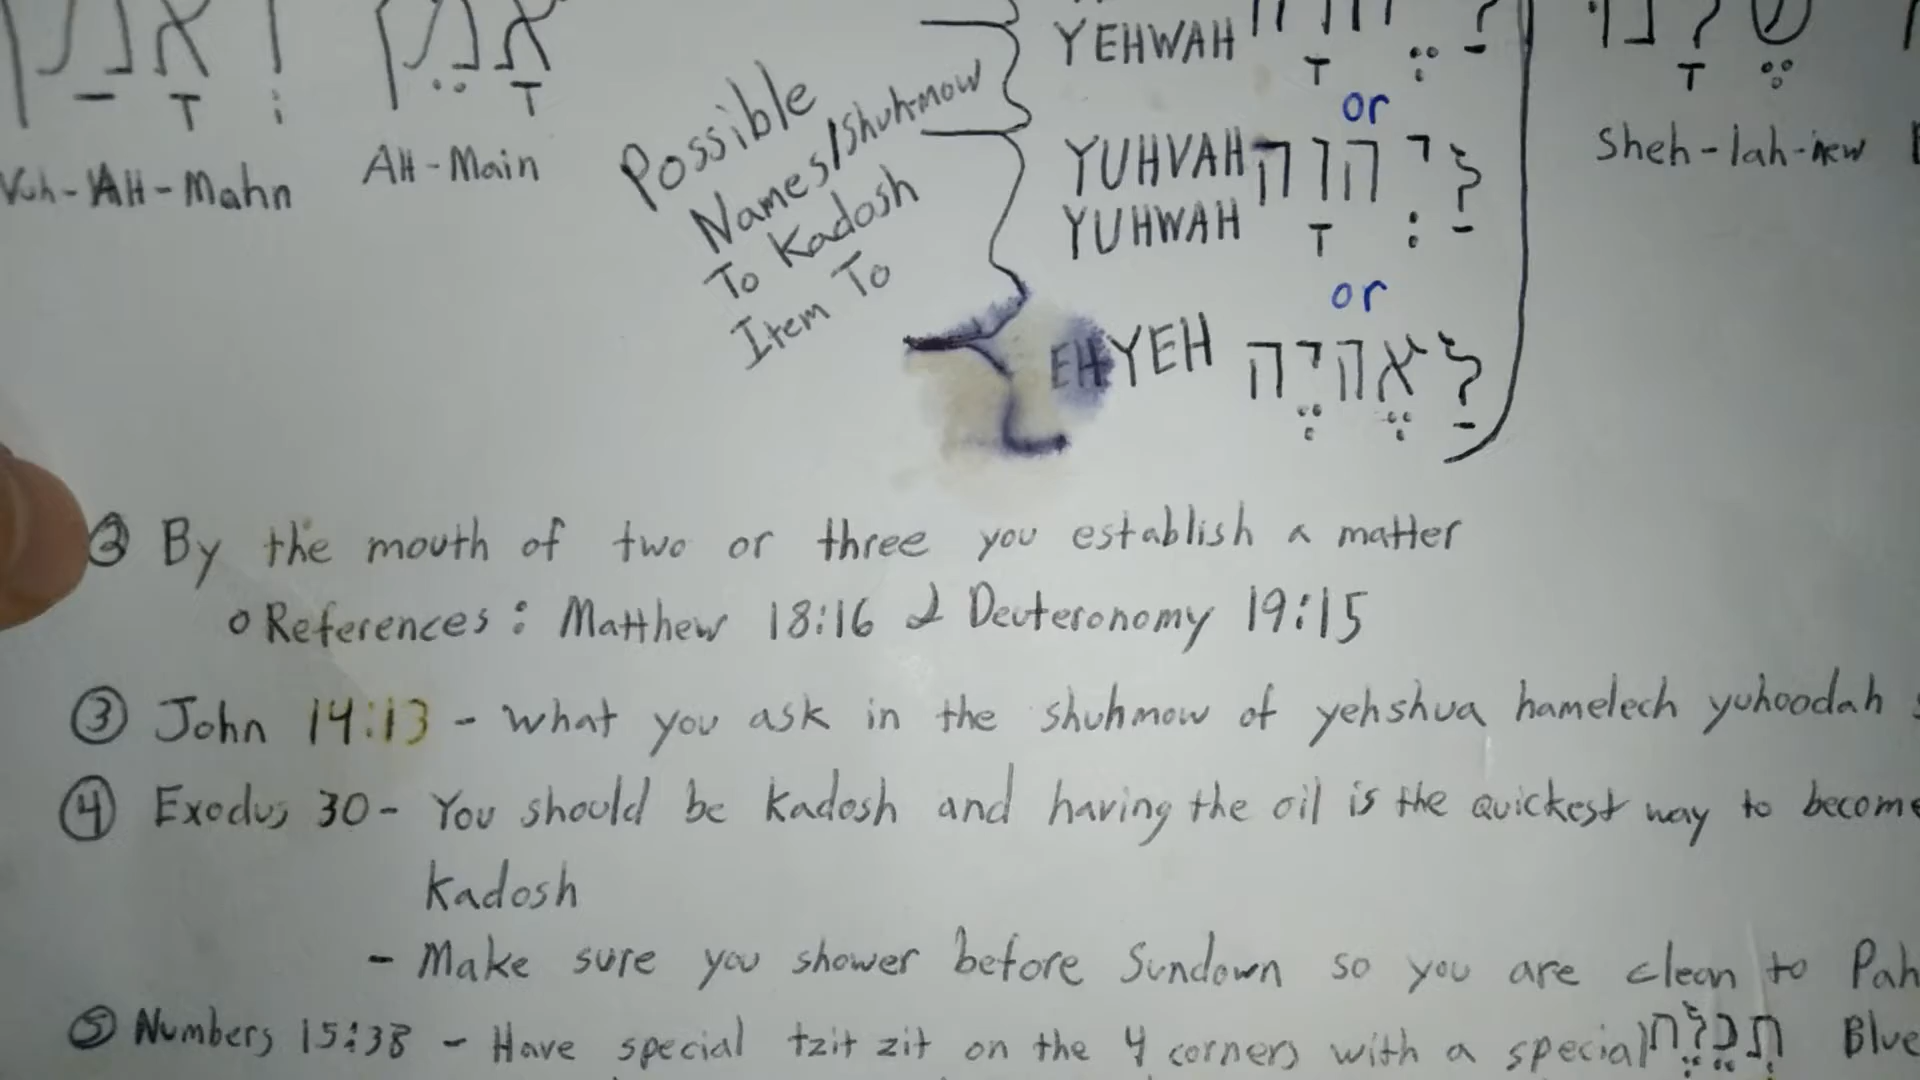 אָמֵן
AH-Main
Possible
Names/Shuhmow
To Kadosh
Item To
YEHWAH
or
YUHVAH לַ יְהוָה
YUHWAH
or
EHYEH לַאֶהיֶה
Sheh-lah-new
② By the mouth of two or three you establish a matter
o References: Matthew 18:16 & Deuteronomy 19:15
③ John 14:13 - what you ask in the shuhmow of yehshua hamelech yuhoodah
④ Exodus 30- You should be kadosh and having the oil is the quickest way to become
kadosh
- Make sure you shower before Sundown so you are clean to Pah
⑤ Numbers 15:38 - Have special tzit zit on the 4 corners with a special Blue